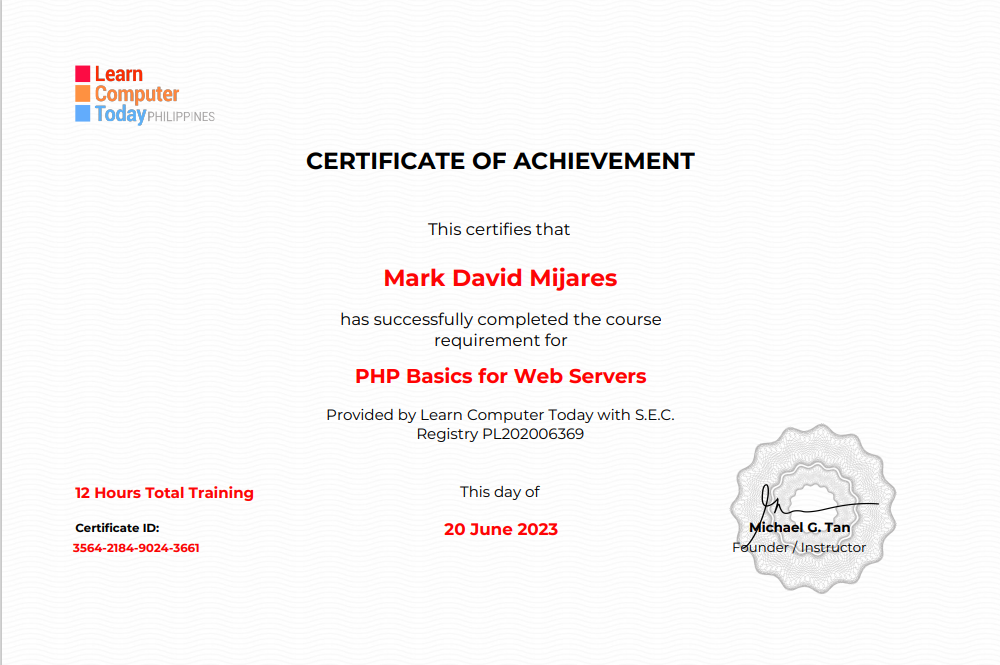 Learn
Computer
Today PHILIPPINES
CERTIFICATE OF ACHIEVEMENT
This certifies that
Mark David Mijares
has successfully completed the course
requirement for
PHP Basics for Web Servers
Provided by Learn Computer Today with S.E.C.
Registry PL202006369
12 Hours Total Training
Certificate ID:
3564-2184-9024-3661
This day of
20 June 2023
Michael G. Tan
Founder / Instructor